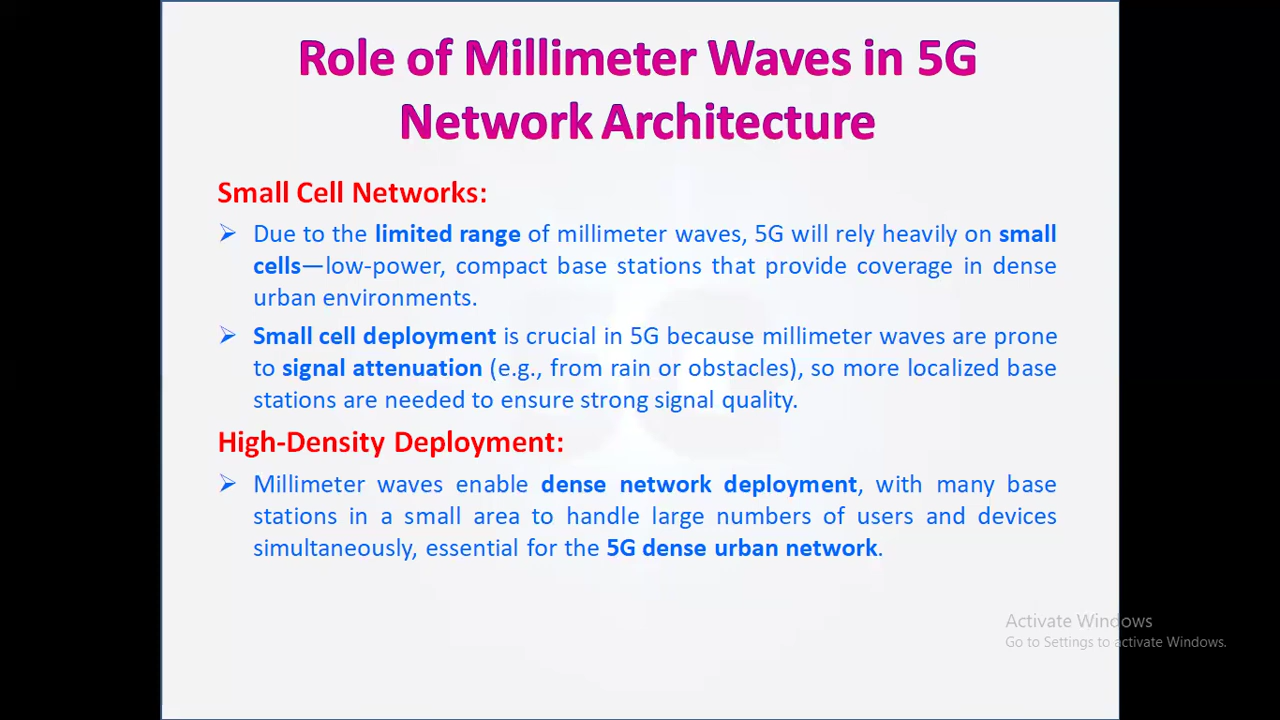 Role of Millimeter Waves in 5G
Network Architecture
Small Cell Networks:
➢ Due to the limited range of millimeter waves, 5G will rely heavily on small
cells—low-power, compact base stations that provide coverage in dense
urban environments.
➢ Small cell deployment is crucial in 5G because millimeter waves are prone
to signal attenuation (e.g., from rain or obstacles), so more localized base
stations are needed to ensure strong signal quality.
High-Density Deployment:
➢ Millimeter waves enable dense network deployment, with many base
stations in a small area to handle large numbers of users and devices
simultaneously, essential for the 5G dense urban network.
Activate Windows
Go to Settings to activate Windows.